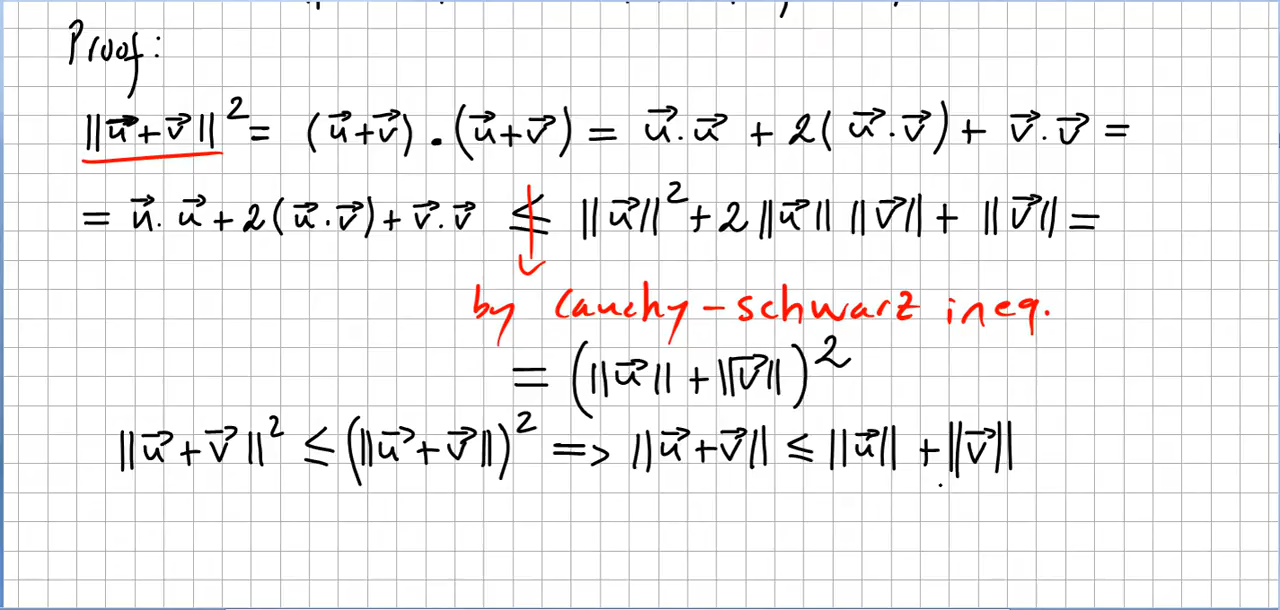 Proof:
||u⃗+v⃗||² = (u⃗+v⃗)·(u⃗+v⃗) = u⃗·u⃗ + 2(u⃗·v⃗) + v⃗·v⃗ =
= u⃗·u⃗ + 2(u⃗·v⃗) + v⃗·v⃗ ≤ ||u⃗||² + 2||u⃗|| ||v⃗|| + ||v⃗|| =
by Cauchy-schwarz ineq.
= (||u⃗|| + ||v⃗||)²
||u⃗+v⃗||² ≤ (||u⃗+v⃗||)² => ||u⃗+v⃗|| ≤ ||u⃗|| + ||v⃗||